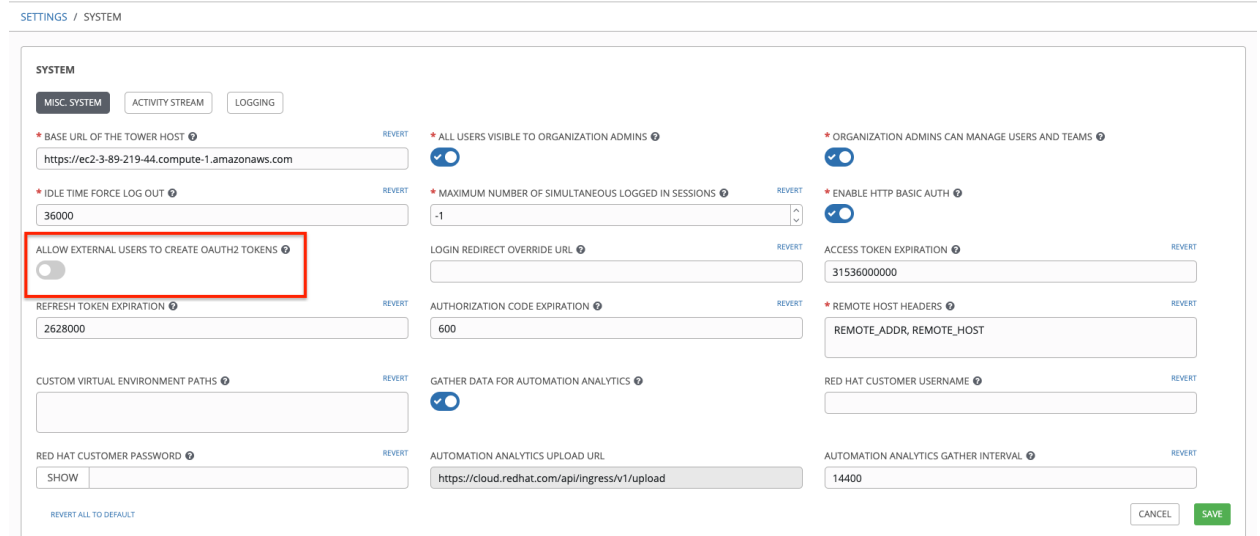 SETTINGS / SYSTEM
SYSTEM
MISC. SYSTEM ACTIVITY STREAM LOGGING
* BASE URL OF THE TOWER HOST REVERT * ALL USERS VISIBLE TO ORGANIZATION ADMINS * ORGANIZATION ADMINS CAN MANAGE USERS AND TEAMS
https://ec2-3-89-219-44.compute-1.amazonaws.com
* IDLE TIME FORCE LOG OUT REVERT * MAXIMUM NUMBER OF SIMULTANEOUS LOGGED IN SESSIONS REVERT * ENABLE HTTP BASIC AUTH
36000 -1
ALLOW EXTERNAL USERS TO CREATE OAUTH2 TOKENS LOGIN REDIRECT OVERRIDE URL REVERT ACCESS TOKEN EXPIRATION REVERT
31536000000
REFRESH TOKEN EXPIRATION REVERT AUTHORIZATION CODE EXPIRATION REVERT * REMOTE HOST HEADERS REVERT
2628000 600 REMOTE_ADDR, REMOTE_HOST
CUSTOM VIRTUAL ENVIRONMENT PATHS REVERT GATHER DATA FOR AUTOMATION ANALYTICS RED HAT CUSTOMER USERNAME REVERT
RED HAT CUSTOMER PASSWORD REVERT AUTOMATION ANALYTICS UPLOAD URL AUTOMATION ANALYTICS GATHER INTERVAL REVERT
SHOW https://cloud.redhat.com/api/ingress/v1/upload 14400
REVERT ALL TO DEFAULT CANCEL SAVE